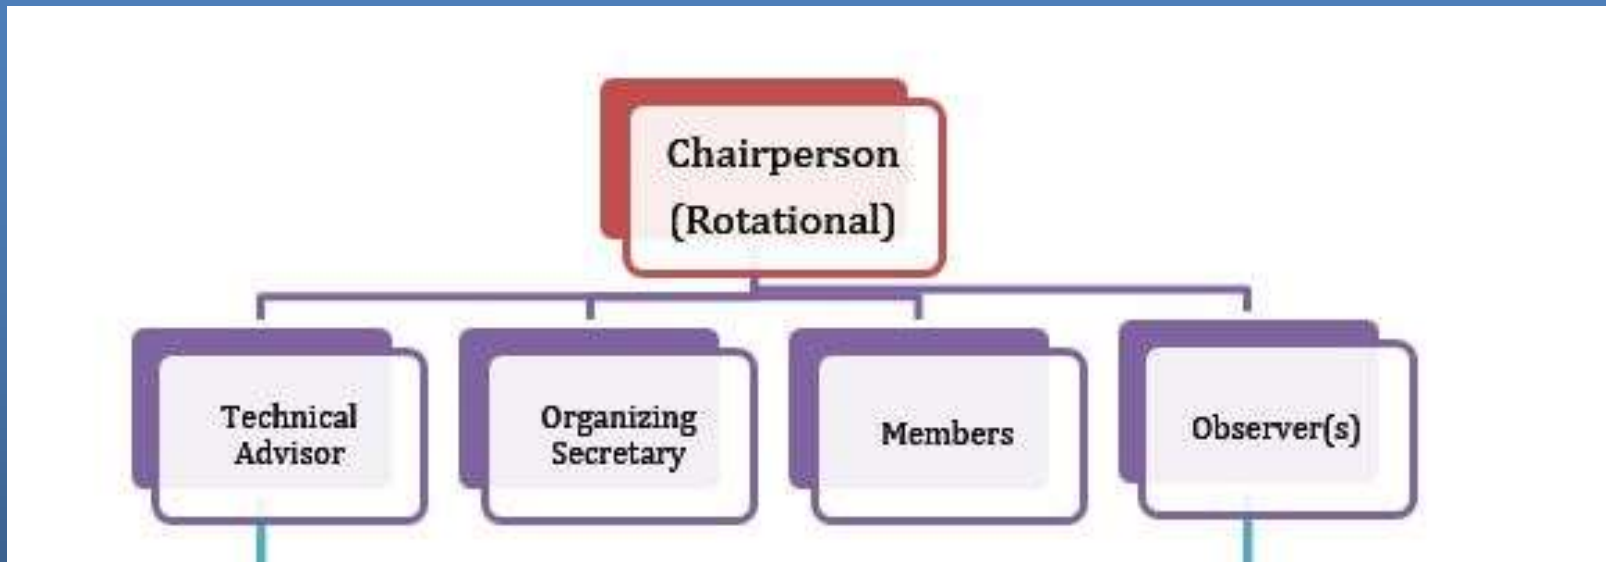 Chairperson
(Rotational)
Technical
Advisor
Organizing
Secretary
Members
Observer(s)